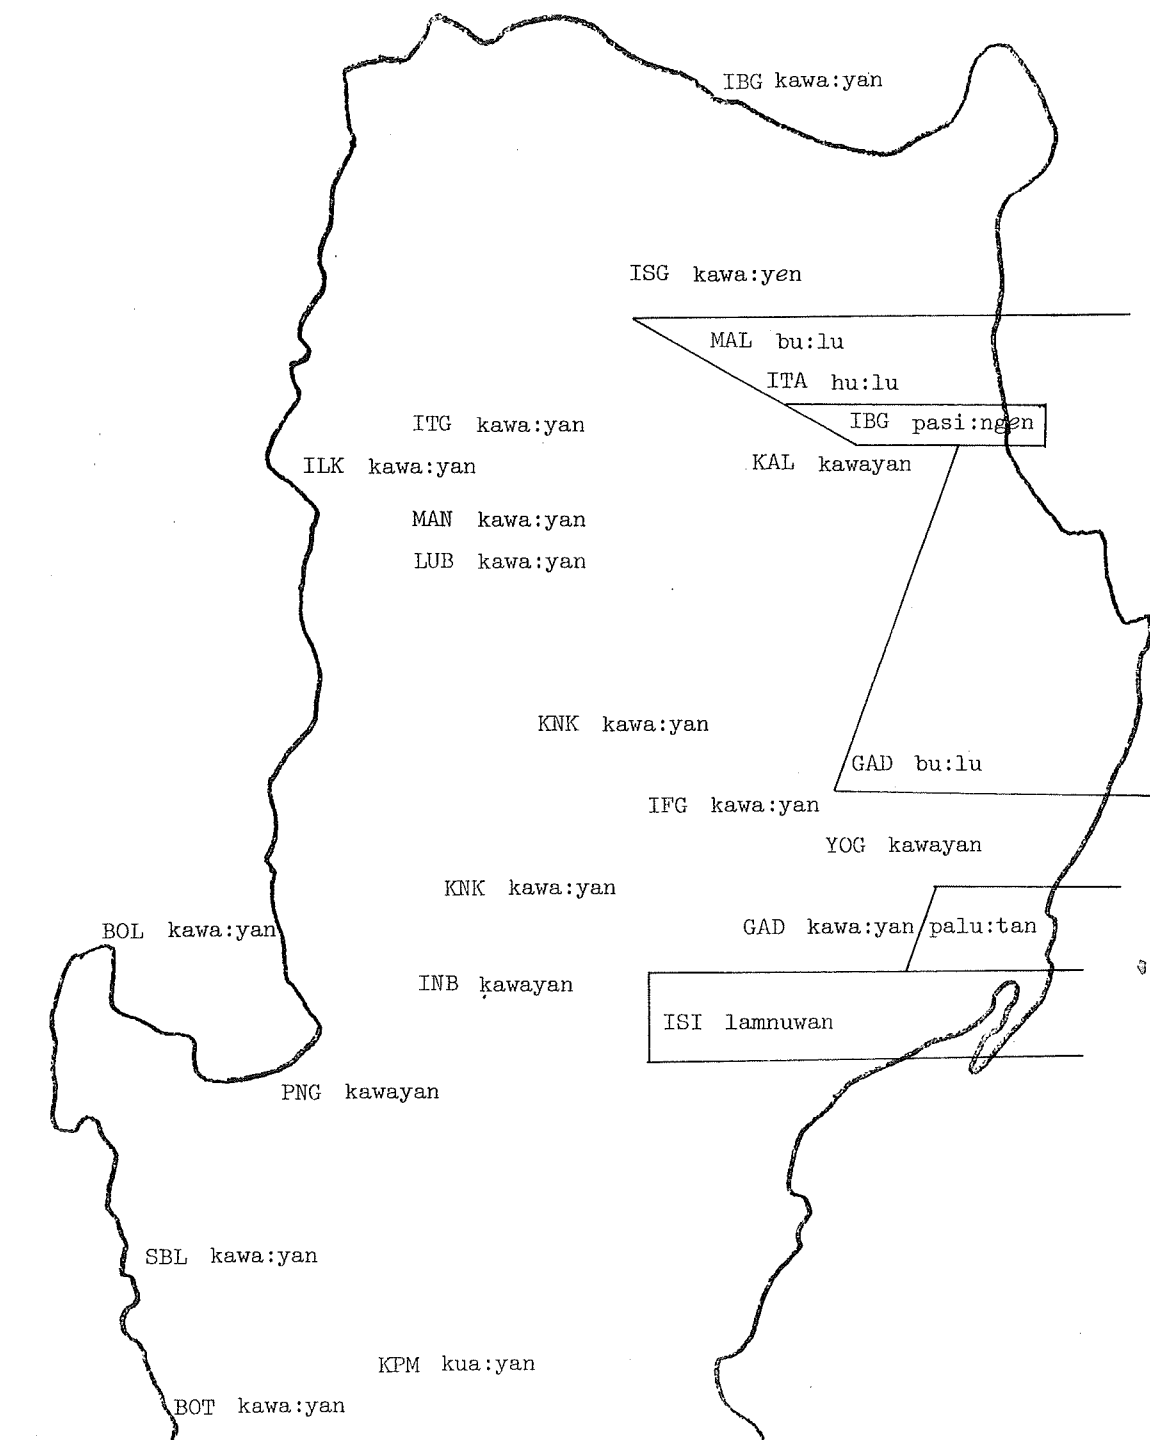 IBG kawa:yan
ISG kawa:yen
MAL bu:lu
ITA hu:lu
ITG kawa:yan
IBG pasi:ngen
ILK kawa:yan
KAL kawayan
MAN kawa:yan
LUB kawa:yan
KNK kawa:yan
GAD bu:lu
IFG kawa:yan
YOG kawayan
KNK kawa:yan
BOL kawa:yan
GAD kawa:yan/palu:tan
INB kawayan
ISI lamnuwan
PNG kawayan
SBL kawa:yan
KPM kua:yan
BOT kawa:yan